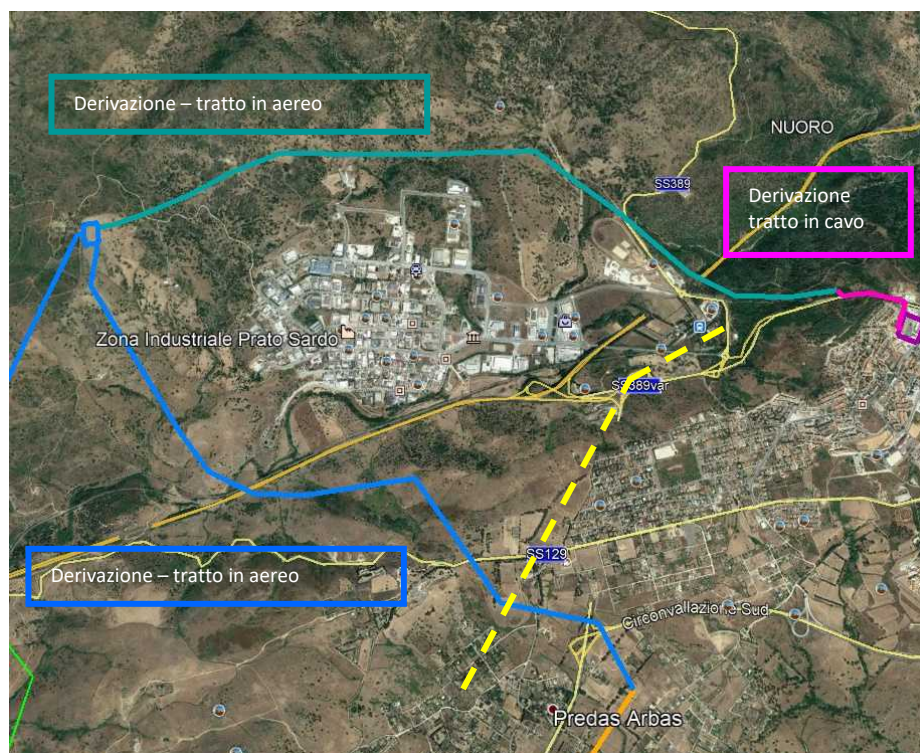 Derivazione – tratto in aereo
NUORO
SS389
Derivazione
tratto in cavo
Zona Industriale Prato Sardo
SS389var
SS129
Derivazione – tratto in aereo
Circonvallazione Sud
Predas Arbas